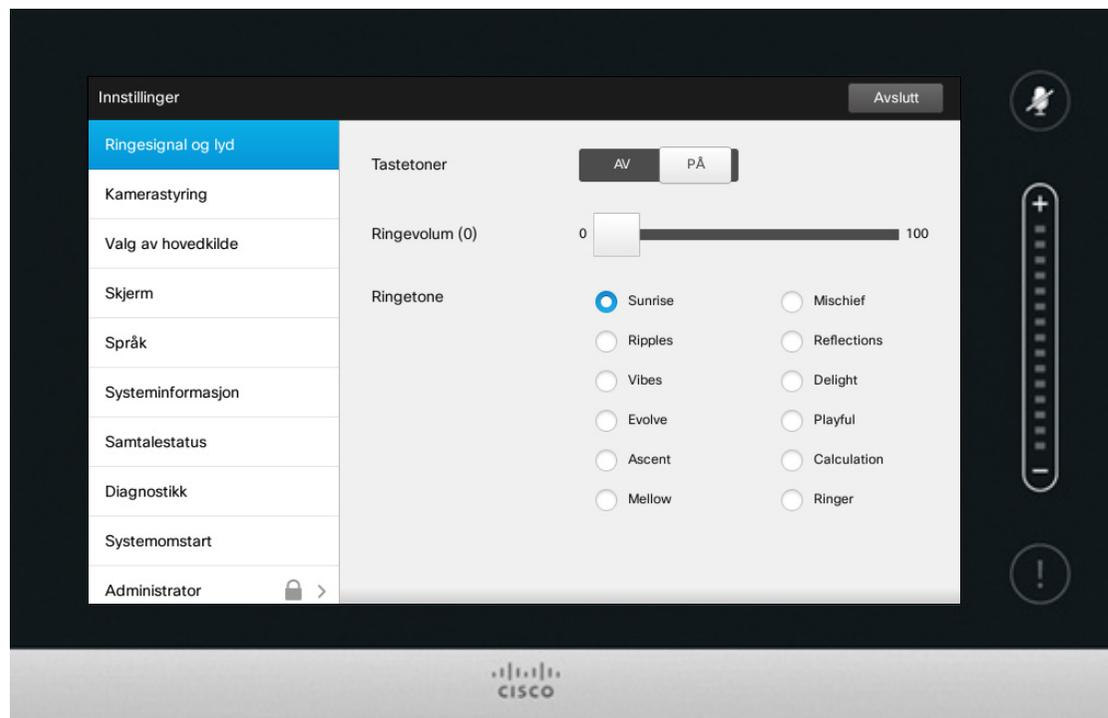 Innstillinger
Avslutt
Ringesignal og lyd
Kamerastyring
Valg av hovedkilde
Skjerm
Språk
Systeminformasjon
Samtalestatus
Diagnostikk
Systemomstart
Administrator
Tastetoner AV PÅ
Ringevolum (0) 0 100
Ringetone
Sunrise Mischief
Ripples Reflections
Vibes Delight
Evolve Playful
Ascent Calculation
Mellow Ringer
+
−
!
CISCO